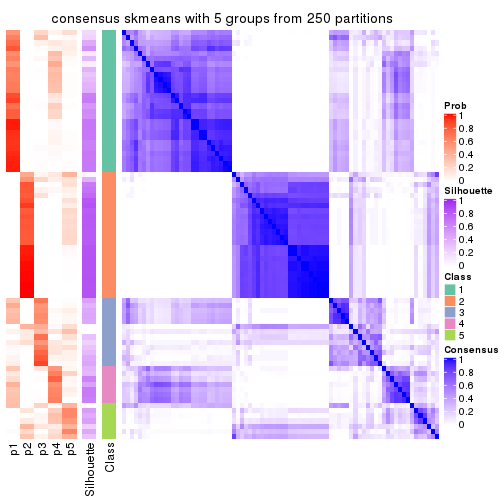 consensus skmeans with 5 groups from 250 partitions
Prob
1
0.8
0.6
0.4
0.2
0
Silhouette
1
0.8
0.6
0.4
0.2
0
Class
1
2
3
4
5
Consensus
1
0.8
0.6
0.4
0.2
0
p1
p2
p3
p4
p5
Silhouette
Class